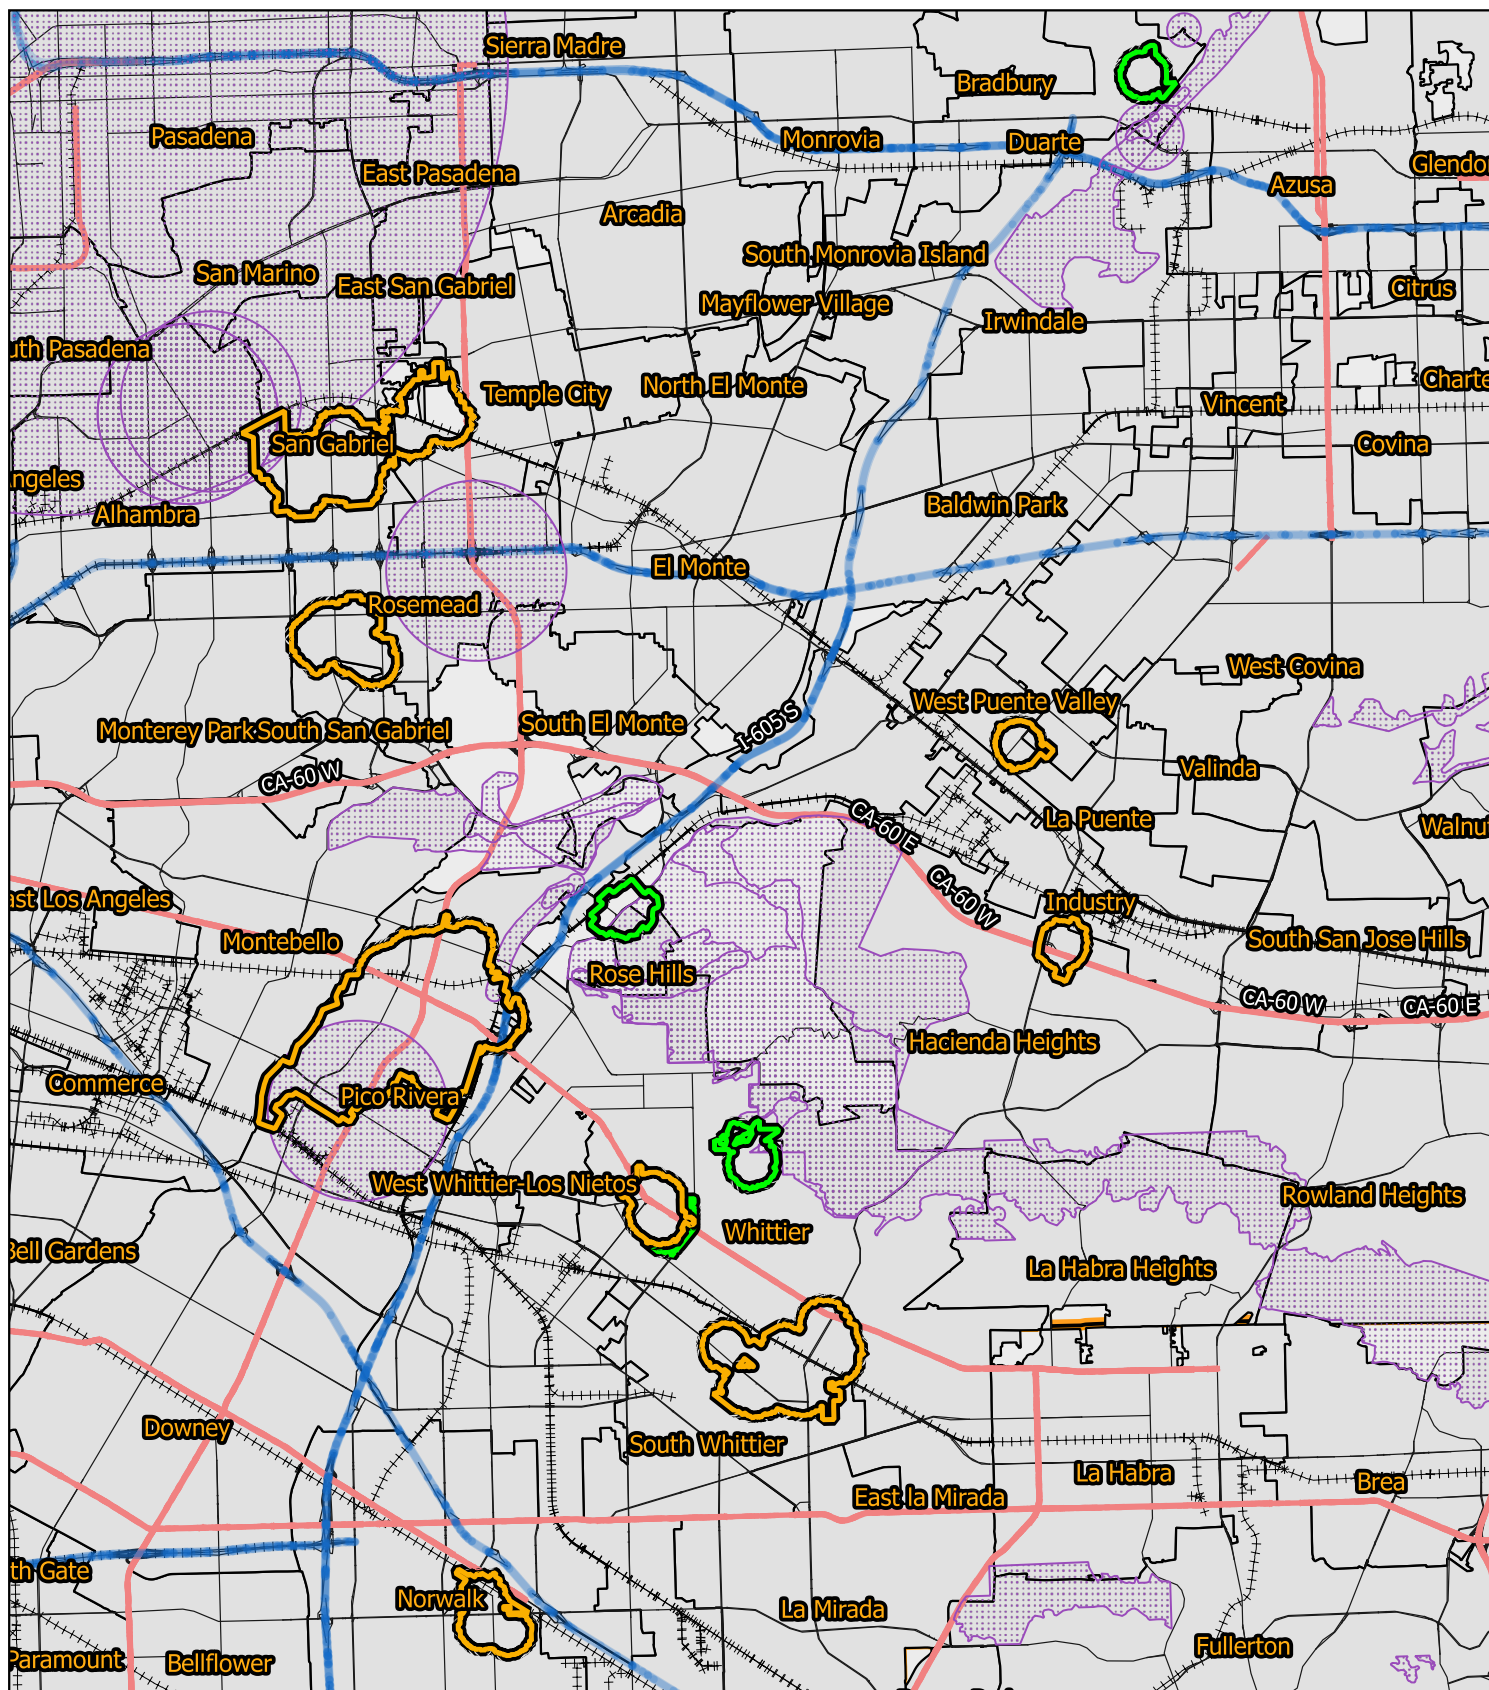 Sierra Madre
Bradbury
Pasadena
Monrovia
Duarte
East Pasadena
Glendo
Azusa
Arcadia
South Monrovia Island
San Marino
East San Gabriel
Citrus
Mayflower Village
Irwindale
uth Pasadena
North El Monte
Temple City
Charte
Vincent
San Gabriel
Covina
ngeles
Alhambra
Baldwin Park
El Monte
Rosemead
West Covina
West Puente Valley
Monterey Park
South San Gabriel
South El Monte
I-605 S
CA-60 W
Valinda
La Puente
CA-60 E
Walnut
CA-60 W
ast Los Angeles
Industry
Montebello
South San Jose Hills
Rose Hills
CA-60 W
CA-60 E
Hacienda Heights
Commerce
Pico Rivera
West Whittier-Los Nietos
Rowland Heights
Whittier
Bell Gardens
La Habra Heights
Downey
South Whittier
La Habra
Brea
East la Mirada
th Gate
Norwalk
La Mirada
Fullerton
Paramount
Bellflower